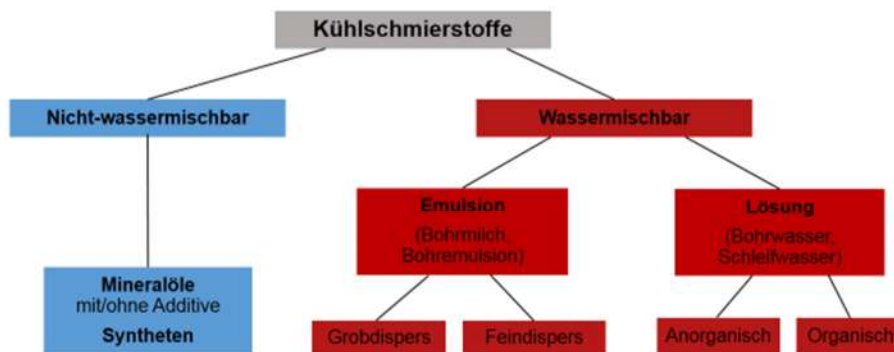 Kühlschmierstoffe
Nicht-wassermischbar
Wassermischbar
Emulsion
(Bohrmilch,
Bohremulsion)
Lösung
(Bohrwasser,
Schleifwasser)
Mineralöle
mit/ohne Additive
Syntheten
Grobdispers
Feindispers
Anorganisch
Organisch